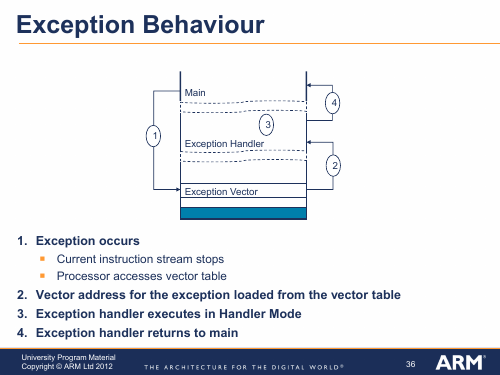 Exception Behaviour
Main
4
3
1
Exception Handler
2
Exception Vector
1. Exception occurs
Current instruction stream stops
Processor accesses vector table
2. Vector address for the exception loaded from the vector table
3. Exception handler executes in Handler Mode
4. Exception handler returns to main
University Program Material
Copyright © ARM Ltd 2012
THE ARCHITECTURE FOR THE DIGITAL WORLD®
36
ARM®